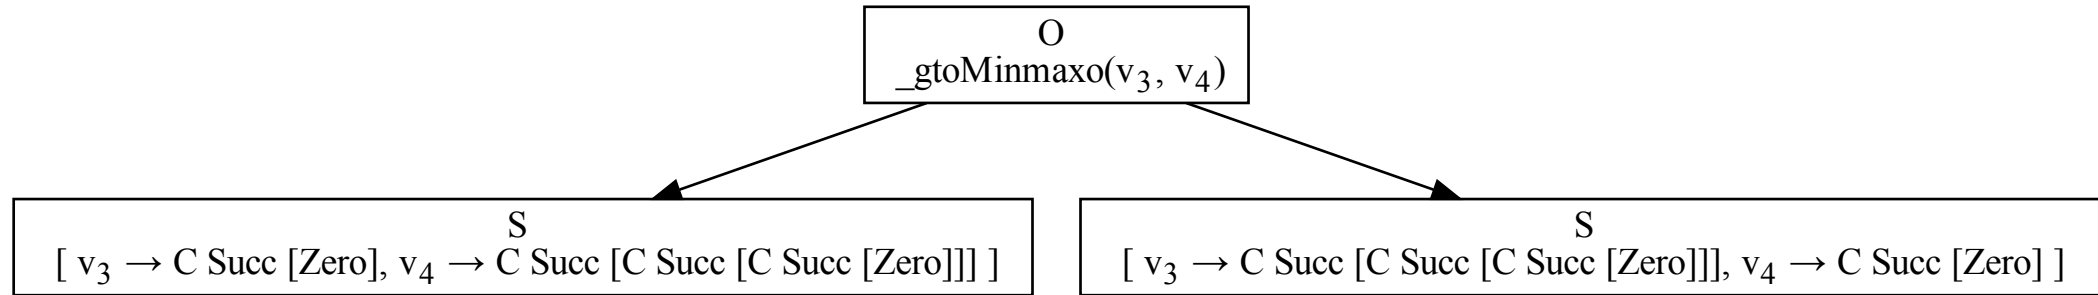 O
_gtoMinmaxo(v₃, v₄)
S
[ v₃ → C Succ [Zero], v₄ → C Succ [C Succ [C Succ [Zero]]] ]
S
[ v₃ → C Succ [C Succ [C Succ [Zero]]], v₄ → C Succ [Zero] ]